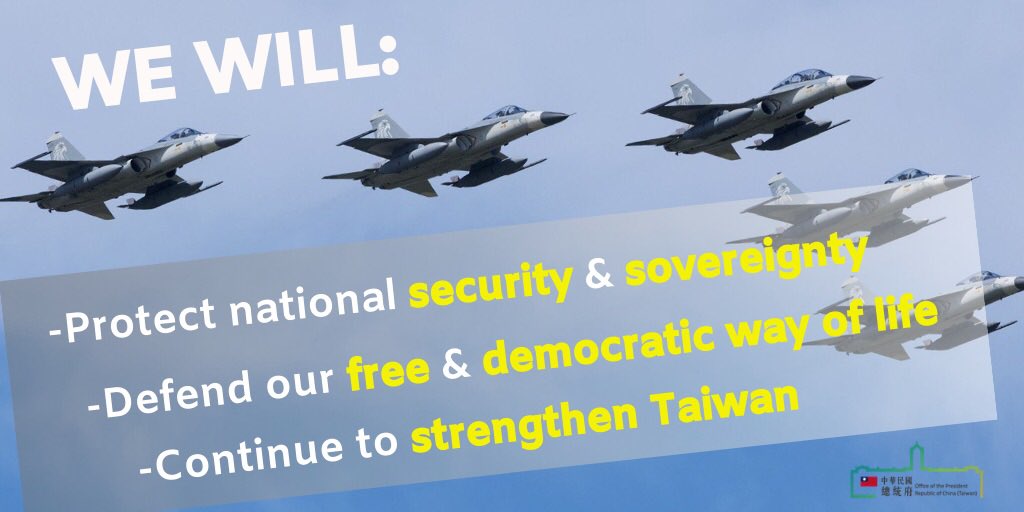 WE WILL:
-Protect national security & sovereignty
-Defend our free & democratic way of life
-Continue to strengthen Taiwan
中華民國
總統府
Office of the President
Republic of China (Taiwan)